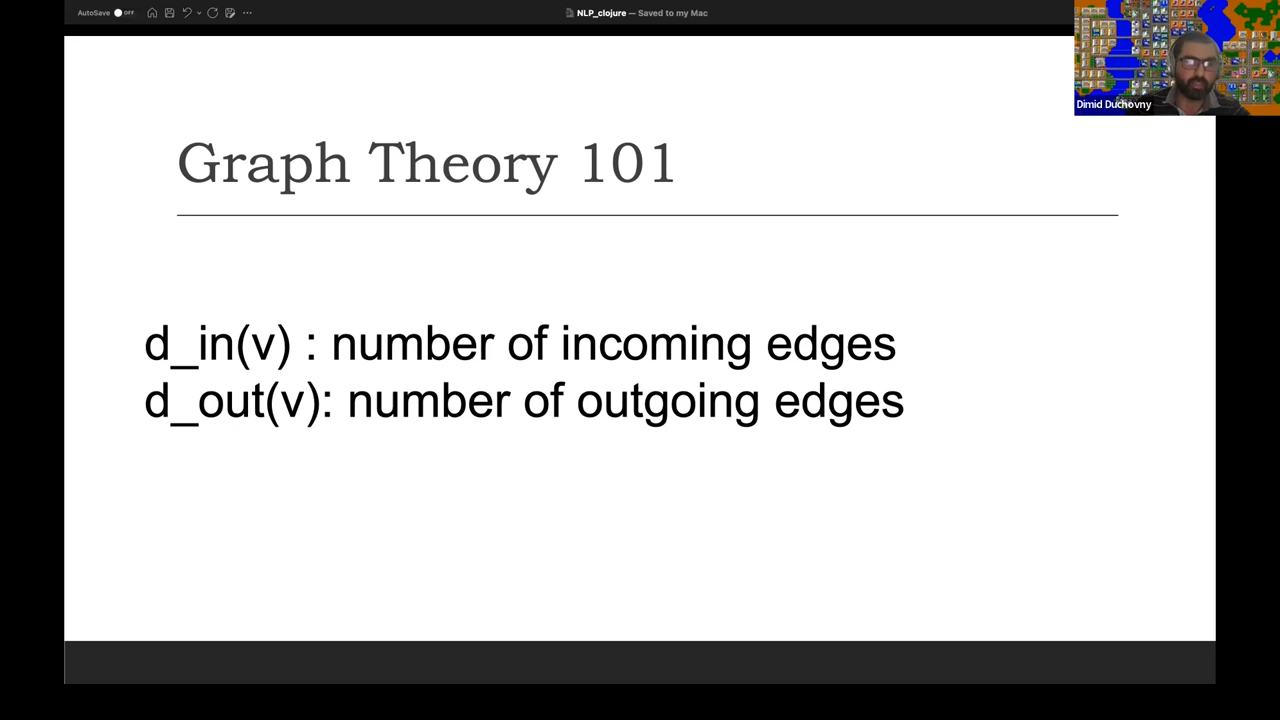 AutoSave OFF
NLP_clojure — Saved to my Mac
Dimid Duchovny
Graph Theory 101
d_in(v) : number of incoming edges
d_out(v): number of outgoing edges